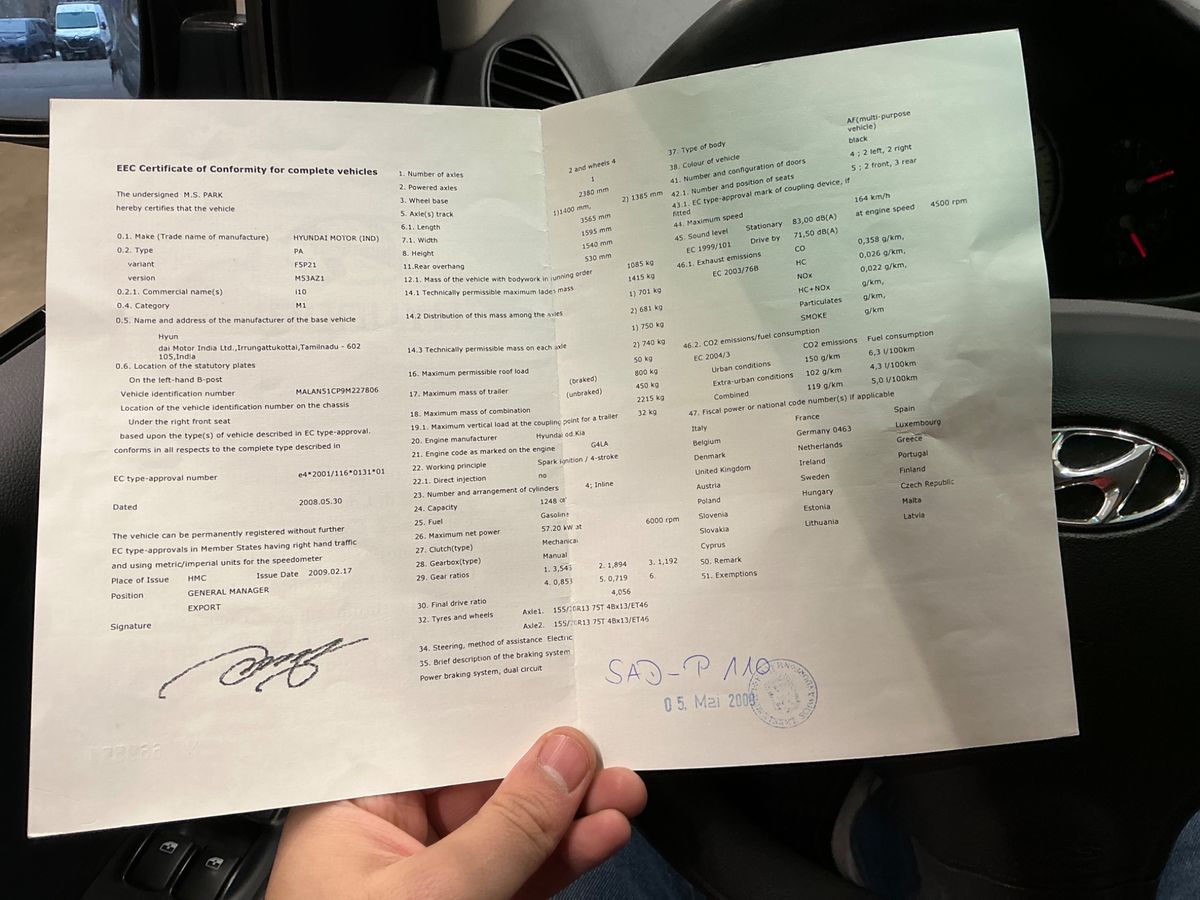 EEC Certificate of Conformity for complete vehicles
The undersigned M.S. PARK
hereby certifies that the vehicle
0.1. Make (Trade name of manufacture) HYUNDAI MOTOR (IND)
0.2. Type PA
variant F5P21
version M53AZ1
0.2.1. Commercial name(s) I10
0.4. Category M1
0.5. Name and address of the manufacturer of the base vehicle
Hyun
dai Motor India Ltd.,Irrungattukottai,Tamilnadu - 602
105,India
0.6. Location of the statutory plates
On the left-hand B-post
Vehicle identification number MALAN51CP9M227806
Location of the vehicle identification number on the chassis
Under the right front seat
based upon the type(s) of vehicle described in EC type-approval.
conforms in all respects to the complete type described in
EC type-approval number e4*2001/116*0131*01
Dated 2008.05.30
The vehicle can be permanently registered without further
EC type-approvals in Member States having right hand traffic
and using metric/imperial units for the speedometer
Place of Issue HMC Issue Date 2009.02.17
Position GENERAL MANAGER
EXPORT
Signature
1. Number of axles 2 and wheels 4
2. Powered axles 1
3. Wheel base 2380 mm
5. Axle(s) track 1)1400 mm, 2) 1385 mm
6.1. Length 3565 mm
7.1. Width 1595 mm
8. Height 1540 mm
11.Rear overhang 530 mm
12.1. Mass of the vehicle with bodywork in running order 1085 kg
14.1 Technically permissible maximum laden mass 1415 kg
14.2 Distribution of this mass among the axles 1) 701 kg
2) 681 kg
14.3 Technically permissible mass on each axle 1) 750 kg
2) 740 kg
16. Maximum permissible roof load 50 kg
17. Maximum mass of trailer (braked) 800 kg
(unbraked) 450 kg
18. Maximum mass of combination 2215 kg
19.1. Maximum vertical load at the coupling point for a trailer 32 kg
20. Engine manufacturer Hyundai od.Kia
21. Engine code as marked on the engine G4LA
22. Working principle Spark ignition / 4-stroke
22.1. Direct injection no
23. Number and arrangement of cylinders 4; Inline
24. Capacity 1248
25. Fuel Gasoline
26. Maximum net power 57.20 kW at 6000 rpm
27. Clutch(type) Mechanical
28. Gearbox(type) Manual
29. Gear ratios 1. 3,545 2. 1,894 3. 1,192
4. 0,853 5. 0,719 6.
30. Final drive ratio 4,056
32. Tyres and wheels Axle1. 155/70R13 75T 4Bx13/ET46
Axle2. 155/70R13 75T 4Bx13/ET46
34. Steering, method of assistance Electric
35. Brief description of the braking system
Power braking system, dual circuit
37. Type of body AF(multi-purpose
vehicle)
38. Colour of vehicle black
41. Number and configuration of doors 4 ; 2 left, 2 right
42.1. Number and position of seats 5 ; 2 front, 3 rear
43.1. EC type-approval mark of coupling device, if
fitted
44. Maximum speed 164 km/h
45. Sound level Stationary 83,00 dB(A) at engine speed 4500 rpm
EC 1999/101 Drive by 71,50 dB(A)
46.1. Exhaust emissions CO 0,358 g/km,
EC 2003/76B HC 0,026 g/km,
NOx 0,022 g/km,
HC+NOx g/km,
Particulates g/km,
SMOKE g/km
46.2. CO2 emissions/fuel consumption
EC 2004/3 CO2 emissions Fuel consumption
Urban conditions 150 g/km 6,3 l/100km
Extra-urban conditions 102 g/km 4,3 l/100km
Combined 119 g/km 5,0 l/100km
47. Fiscal power or national code number(s) if applicable
Italy France Spain
Belgium Germany 0463 Luxembourg
Denmark Netherlands Greece
United Kingdom Ireland Portugal
Austria Sweden Finland
Poland Hungary Czech Republic
Slovenia Estonia Malta
Slovakia Lithuania Latvia
Cyprus
50. Remark
51. Exemptions
SAD-P 110
05. Mai 2009